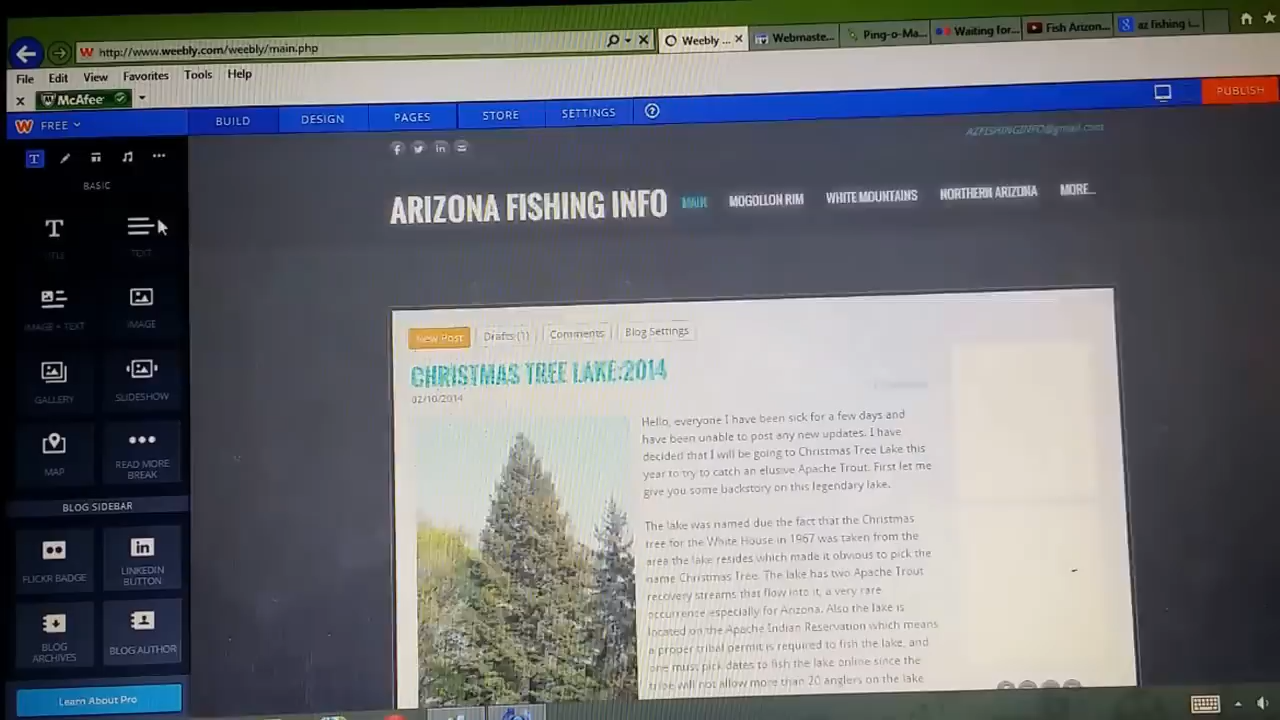 http://www.weebly.com/weebly/main.php
Weebly ...
Webmaste...
Ping-o-Ma...
Waiting for...
Fish Arizon...
az fishing i...
File Edit View Favorites Tools Help
McAfee
FREE
BUILD DESIGN PAGES STORE SETTINGS
PUBLISH
AZFISHINGINFO@gmail.com
BASIC
TITLE
TEXT
IMAGE + TEXT
IMAGE
GALLERY
SLIDESHOW
MAP
READ MORE
BREAK
BLOG SIDEBAR
FLICKR BADGE
LINKEDIN
BUTTON
BLOG
ARCHIVES
BLOG AUTHOR
Learn About Pro
ARIZONA FISHING INFO
MAIN MOGOLLON RIM WHITE MOUNTAINS NORTHERN ARIZONA MORE...
New Post Drafts (1) Comments Blog Settings
CHRISTMAS TREE LAKE:2014
02/10/2014
Hello, everyone I have been sick for a few days and
have been unable to post any new updates. I have
decided that I will be going to Christmas Tree Lake this
year to try to catch an elusive Apache Trout. First let me
give you some backstory on this legendary lake.
The lake was named due the fact that the Christmas
tree for the White House in 1967 was taken from the
area the lake resides which made it obvious to pick the
name Christmas Tree. The lake has two Apache Trout
recovery streams that flow into it, a very rare
occurrence especially for Arizona. Also the lake is
located on the Apache Indian Reservation which means
a proper tribal permit is required to fish the lake, and
one must pick dates to fish the lake online since the
tribe will not allow more than 20 anglers on the lake